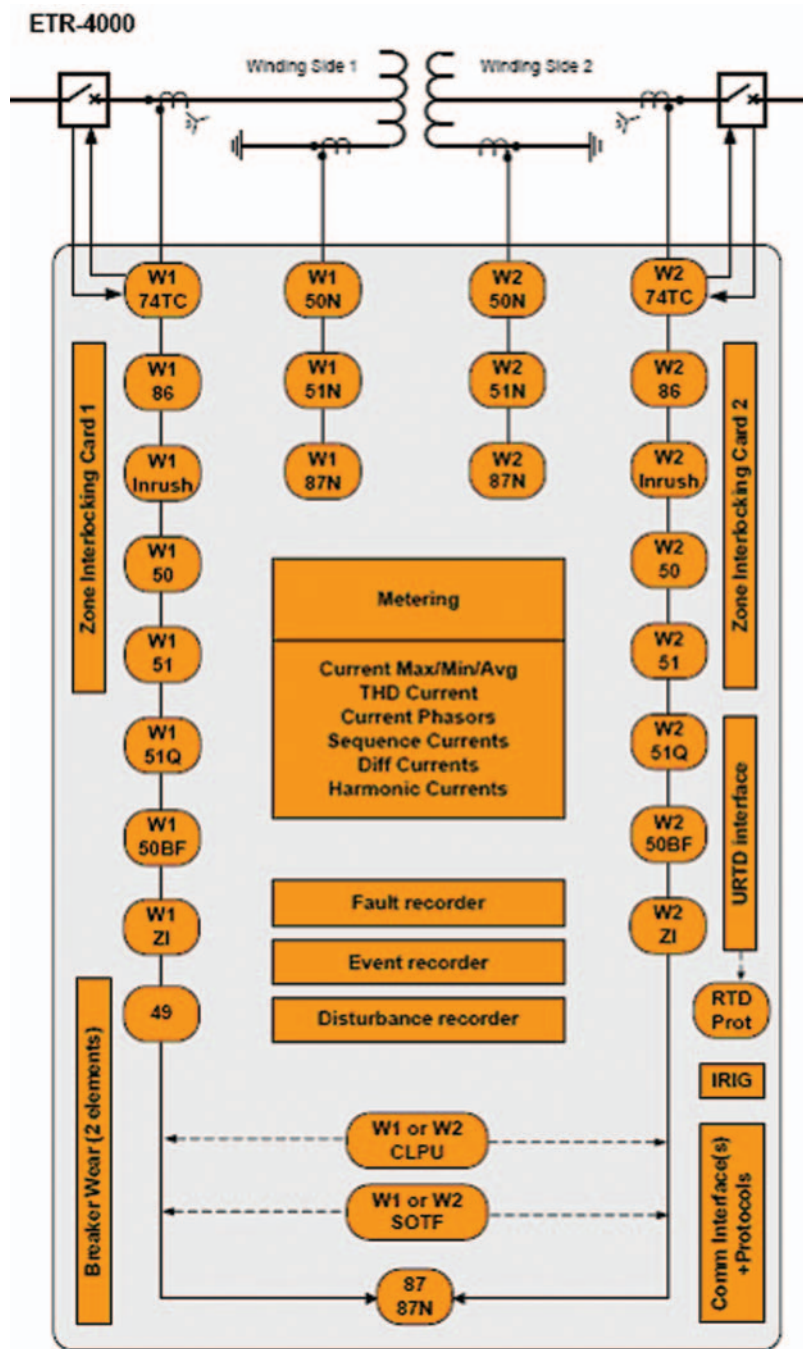 ETR-4000
Winding Side 1
Winding Side 2
W1
74TC
W1
50N
W2
50N
W2
74TC
Zone Interlocking Card 1
W1
86
W1
51N
W2
51N
W2
86
Zone Interlocking Card 2
W1
Inrush
W1
87N
W2
87N
W2
Inrush
W1
50
W2
50
Metering
W1
51
W2
51
Current Max/Min/Avg
THD Current
Current Phasors
Sequence Currents
Diff Currents
Harmonic Currents
W1
51Q
W2
51Q
W1
50BF
W2
50BF
URTD interface
W1
ZI
W2
ZI
Fault recorder
Event recorder
Disturbance recorder
49
RTD
Prot
IRIG
Breaker Wear (2 elements)
W1 or W2
CLPU
W1 or W2
SOTF
Comm Interface(s)
+Protocols
87
87N